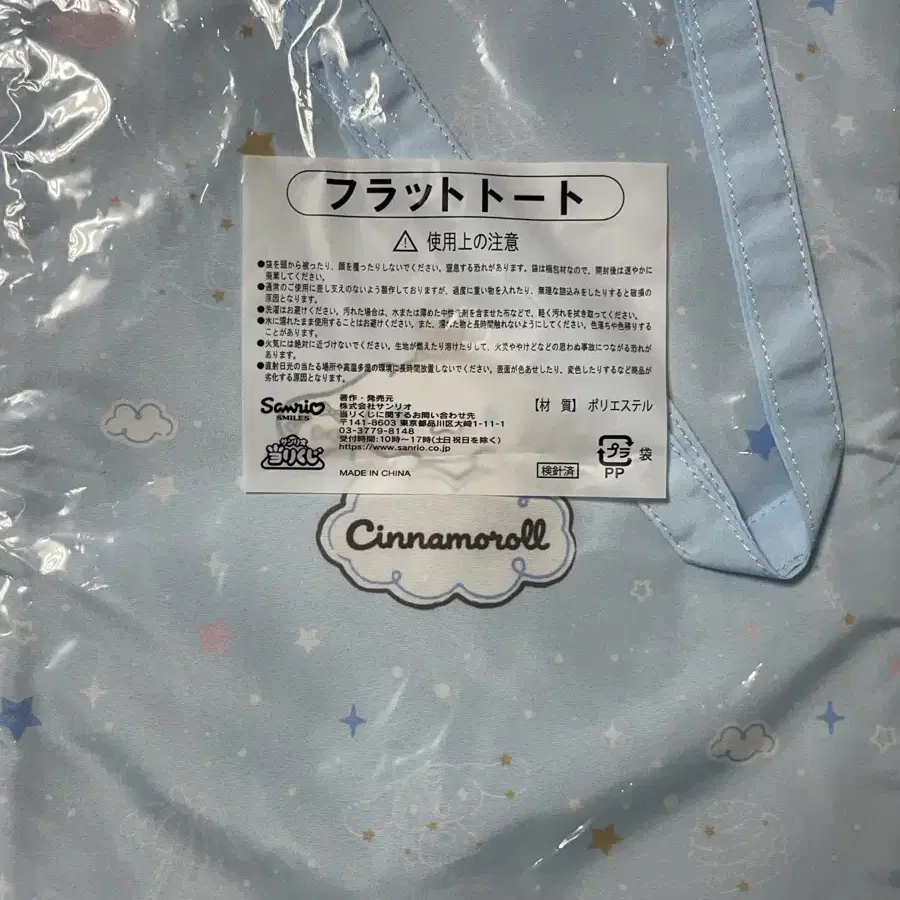 フラットトート
⚠ 使用上の注意
●袋を頭から被ったり、顔を覆ったりしないでください。窒息する恐れがあります。袋は梱包材なので、開封後は速やかに
廃棄してください。
●通常のご使用に差し支えのないよう製作しておりますが、過度に重い物を入れたり、無理な詰込みをしたりすると破損の
原因となります。
●洗濯はお避けください。汚れた場合は、水または薄めた中性洗剤を含ませた布などで、軽く汚れを拭き取ってください。
●水に濡れたまま使用することはお避けください。また、濡れた物と長時間触れないようにしてください。色落ちや色移りする
ことがあります。
●火気には絶対に近づけないでください。生地が燃えたり溶けたりして、火災ややけどなどの思わぬ事故につながる恐れが
あります。
●直射日光の当たる場所や高温多湿の環境に長時間放置しないでください。表面が色あせしたり、変色したりするなど商品が
劣化する原因となります。
Sanrio
SMILES
サンリオ
当りくじ
著作・発売元
株式会社サンリオ
当りくじに関するお問い合わせ先
〒141-8603 東京都品川区大崎1-11-1
03-3779-8148
受付時間:10時〜17時(土日祝日を除く)
https://www.sanrio.co.jp
MADE IN CHINA
【材 質】 ポリエステル
検針済
プラ 袋
PP
Cinnamoroll